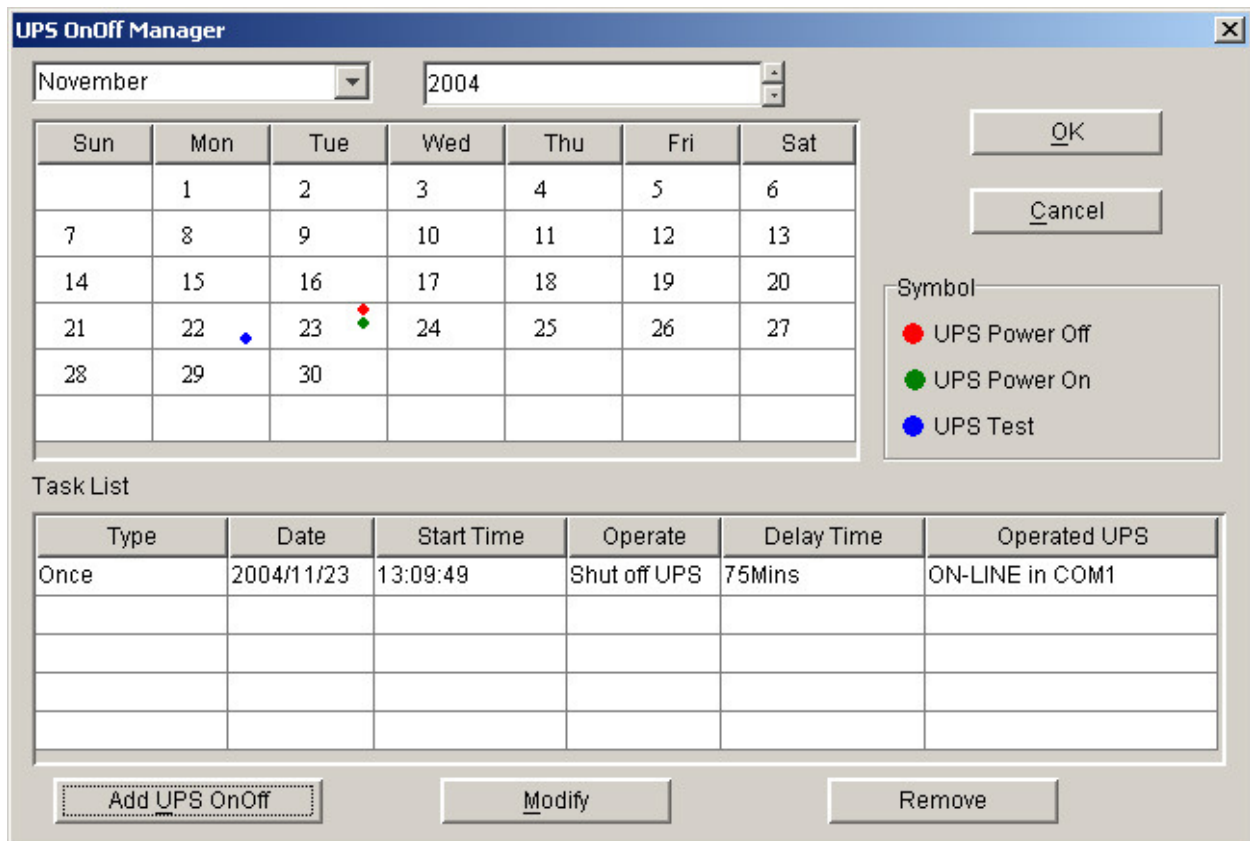 UPS OnOff Manager
November 2004
Sun Mon Tue Wed Thu Fri Sat
1 2 3 4 5 6
7 8 9 10 11 12 13
14 15 16 17 18 19 20
21 22 23 24 25 26 27
28 29 30
OK
Cancel
Symbol
UPS Power Off
UPS Power On
UPS Test
Task List
Type Date Start Time Operate Delay Time Operated UPS
Once 2004/11/23 13:09:49 Shut off UPS 75Mins ON-LINE in COM1
Add UPS OnOff Modify Remove